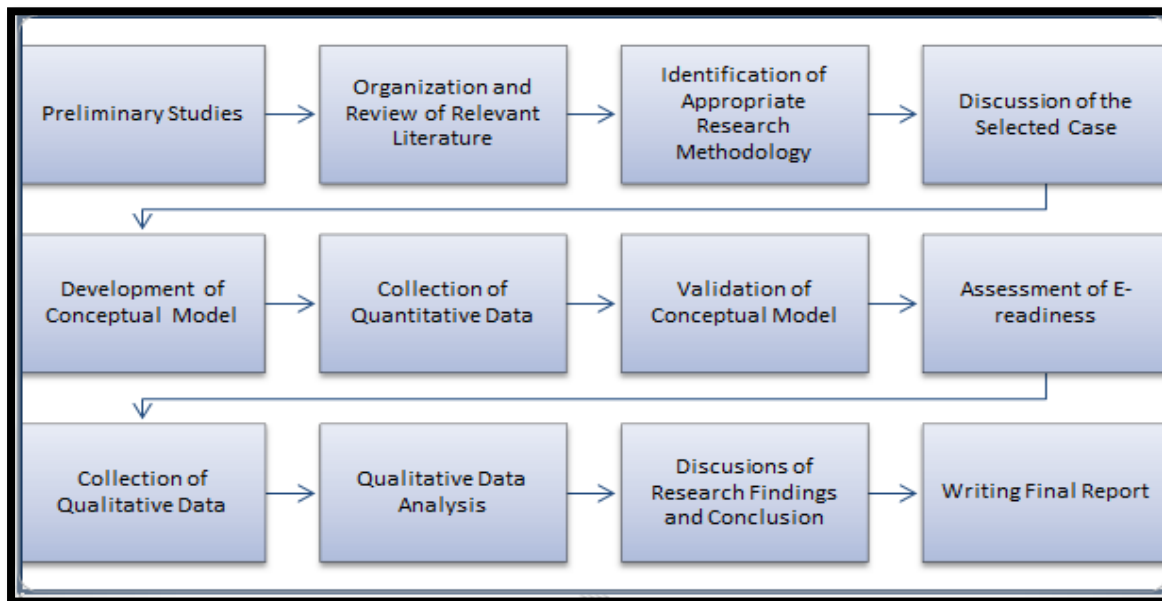 Preliminary Studies
Organization and
Review of Relevant
Literature
Identification of
Appropriate
Research
Methodology
Discussion of the
Selected Case
Development of
Conceptual Model
Collection of
Quantitative Data
Validation of
Conceptual Model
Assessment of E-
readiness
Collection of
Qualitative Data
Qualitative Data
Analysis
Discusions of
Research Findings
and Conclusion
Writing Final Report